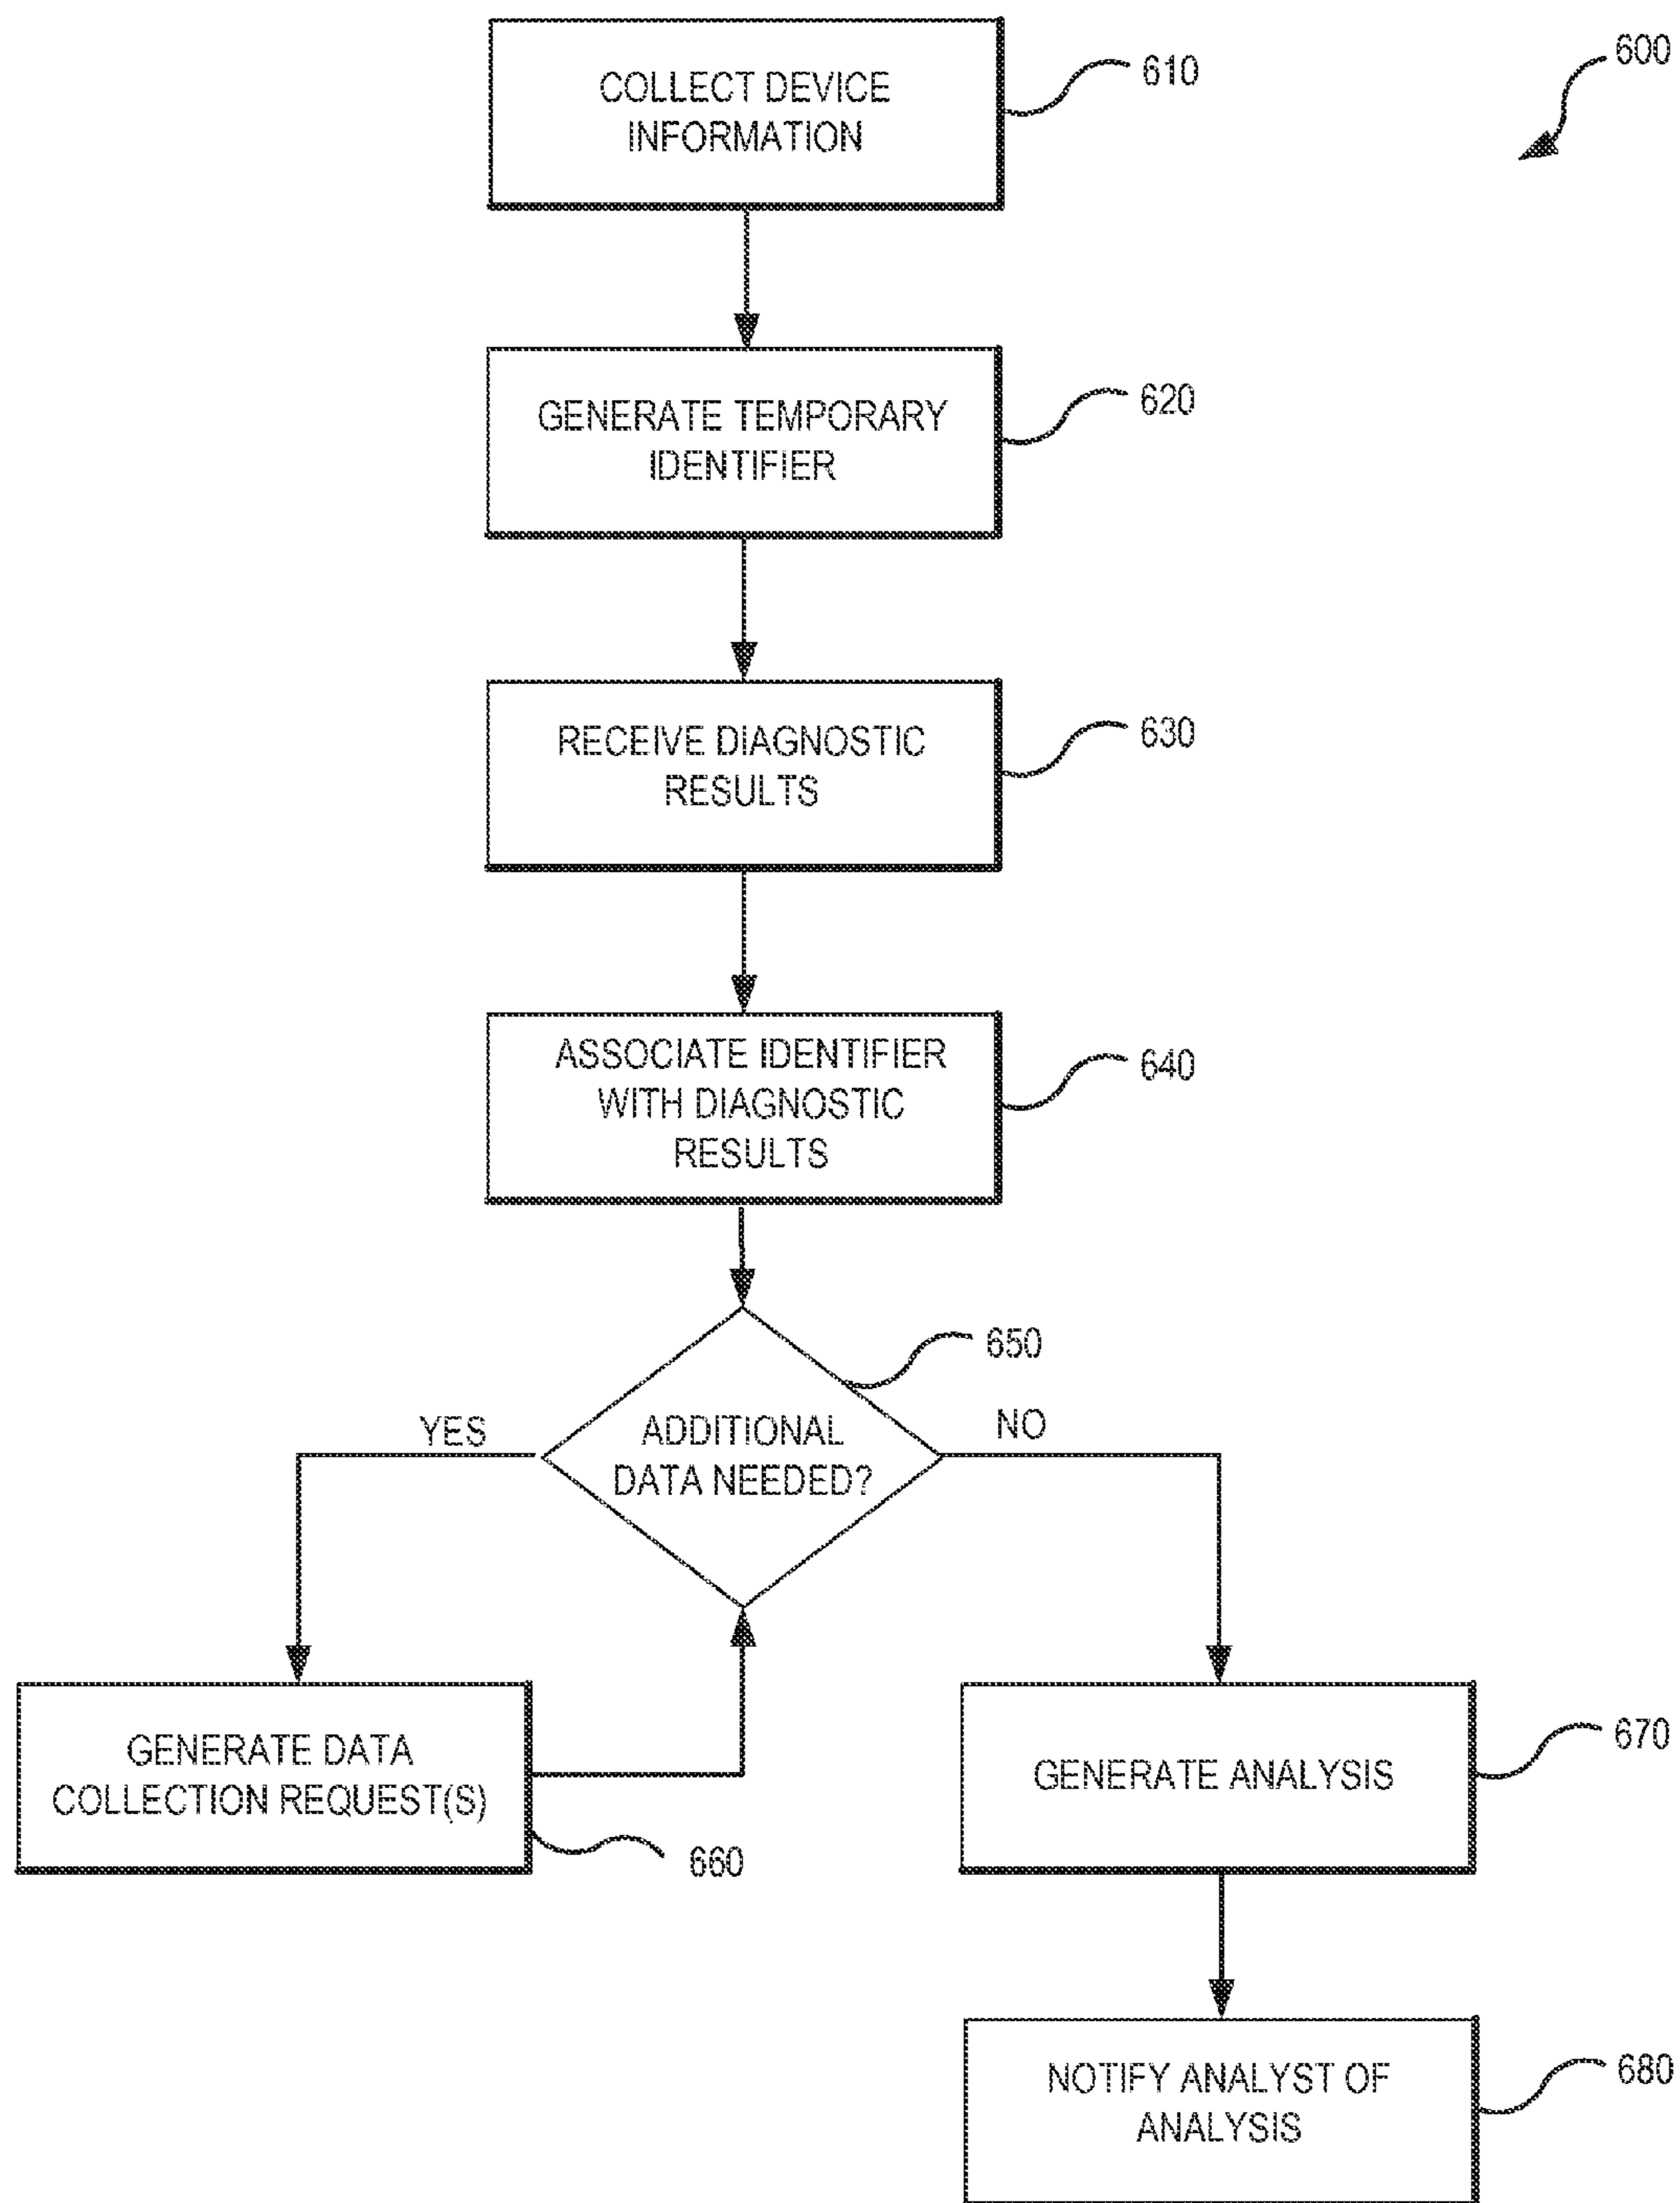 600
COLLECT DEVICE
INFORMATION
610
GENERATE TEMPORARY
IDENTIFIER
620
RECEIVE DIAGNOSTIC
RESULTS
630
ASSOCIATE IDENTIFIER
WITH DIAGNOSTIC
RESULTS
640
650
YES
ADDITIONAL
DATA NEEDED?
NO
GENERATE DATA
COLLECTION REQUEST(S)
660
GENERATE ANALYSIS
670
NOTIFY ANALYST OF
ANALYSIS
680